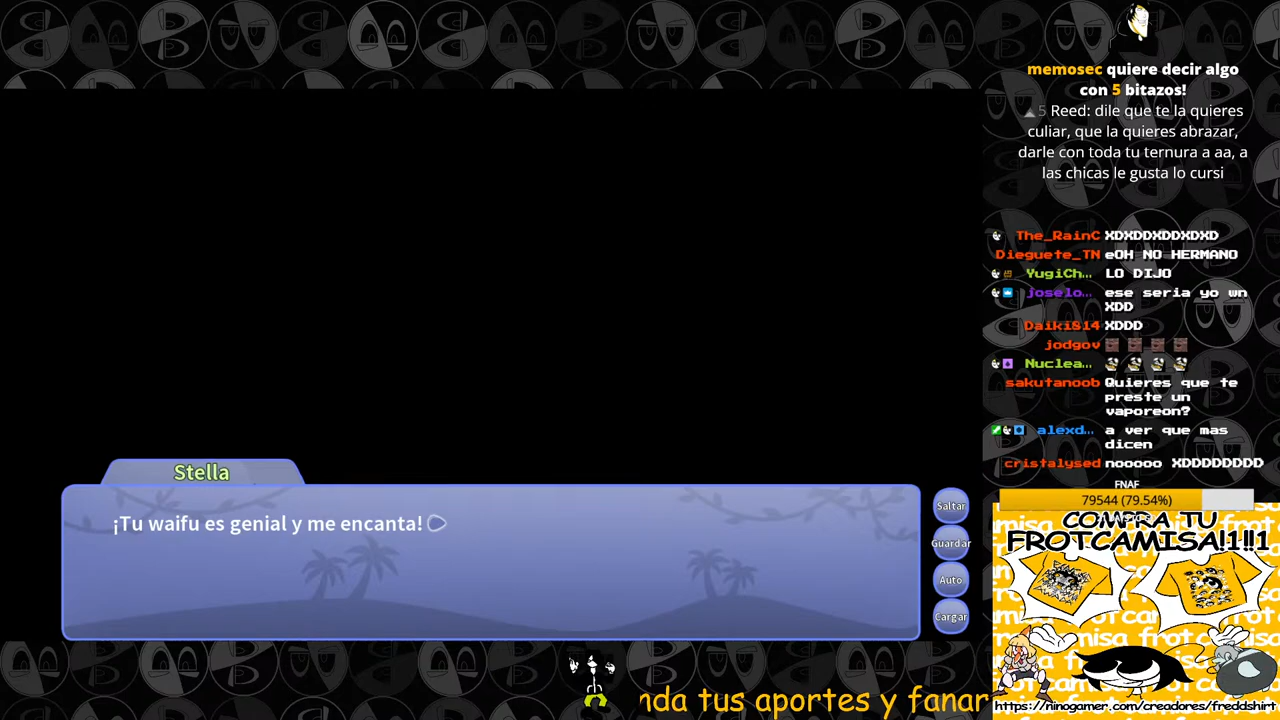 memosec quiere decir algo
con 5 bitazos!
5 Reed: dile que te la quieres
culiar, que la quieres abrazar,
darle con toda tu ternura a aa, a
las chicas le gusta lo cursi
The_RainC XDXDDXDDXDXD
Dieguete_TN eOH NO HERMANO
YugiCh... LO DIJO
joselo... ese seria yo wn
XDD
Daiki814 XDDD
jodgov
Nuclea...
sakutanoob Quieres que te
preste un
vaporeon?
alexd... a ver que mas
dicen
cristalysed nooooo XDDDDDDDD
FNAF
79544 (79.54%)
COMPRA TU
FROTCAMISA!1!!1
https://ninogamer.com/creadores/freddshirt
Stella
¡Tu waifu es genial y me encanta!
Saltar
Guardar
Auto
Cargar
nda tus aportes y fanar